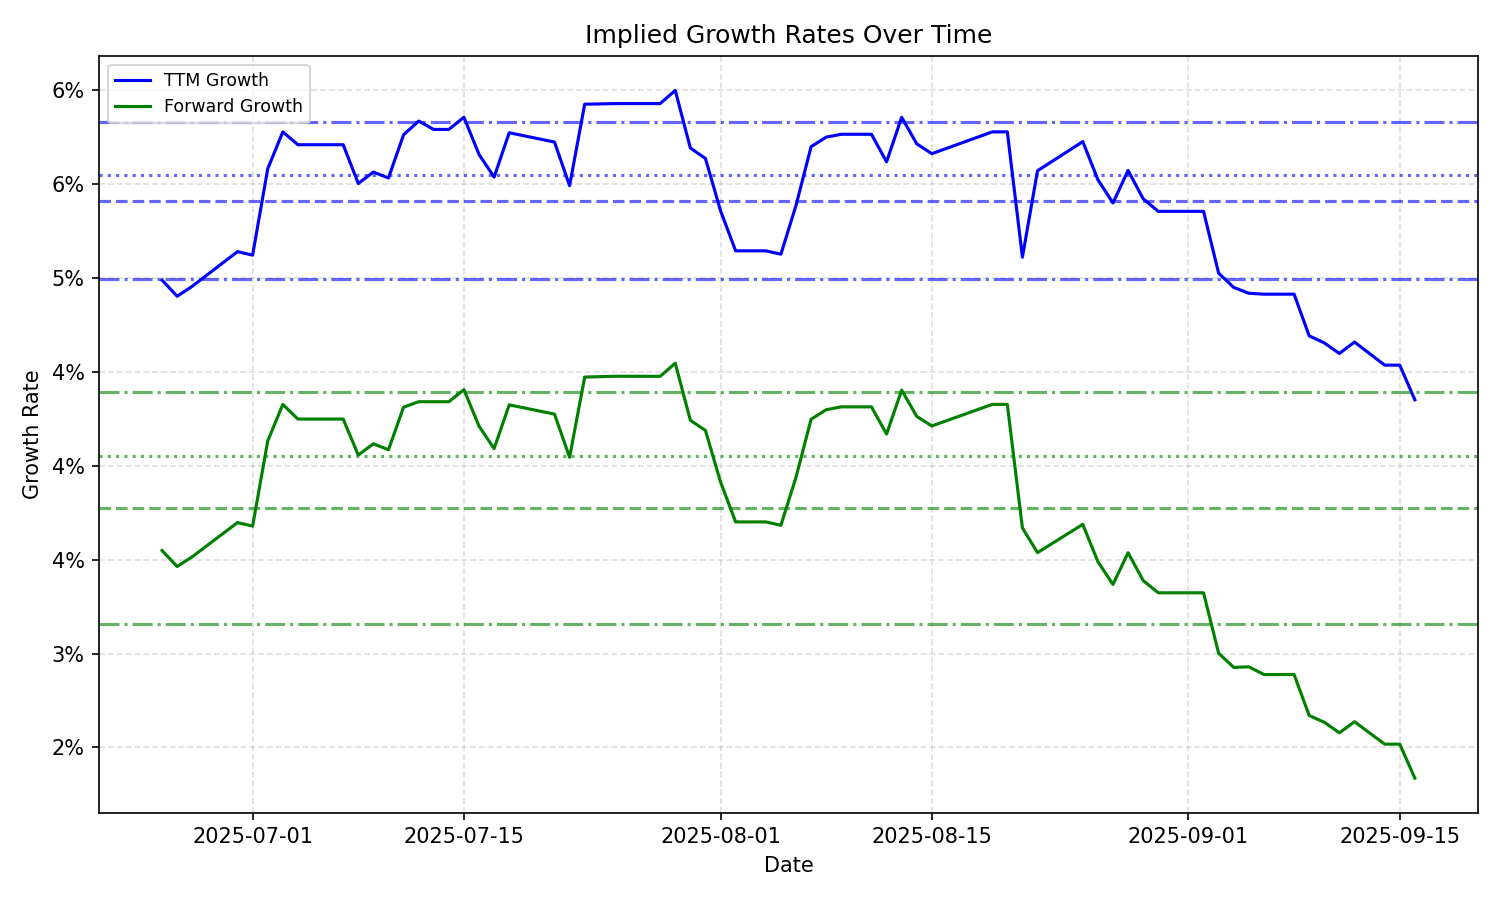 Implied Growth Rates Over Time
TTM Growth
Forward Growth
6%
6%
5%
4%
4%
4%
3%
2%
Growth Rate
2025-07-01
2025-07-15
2025-08-01
2025-08-15
2025-09-01
2025-09-15
Date